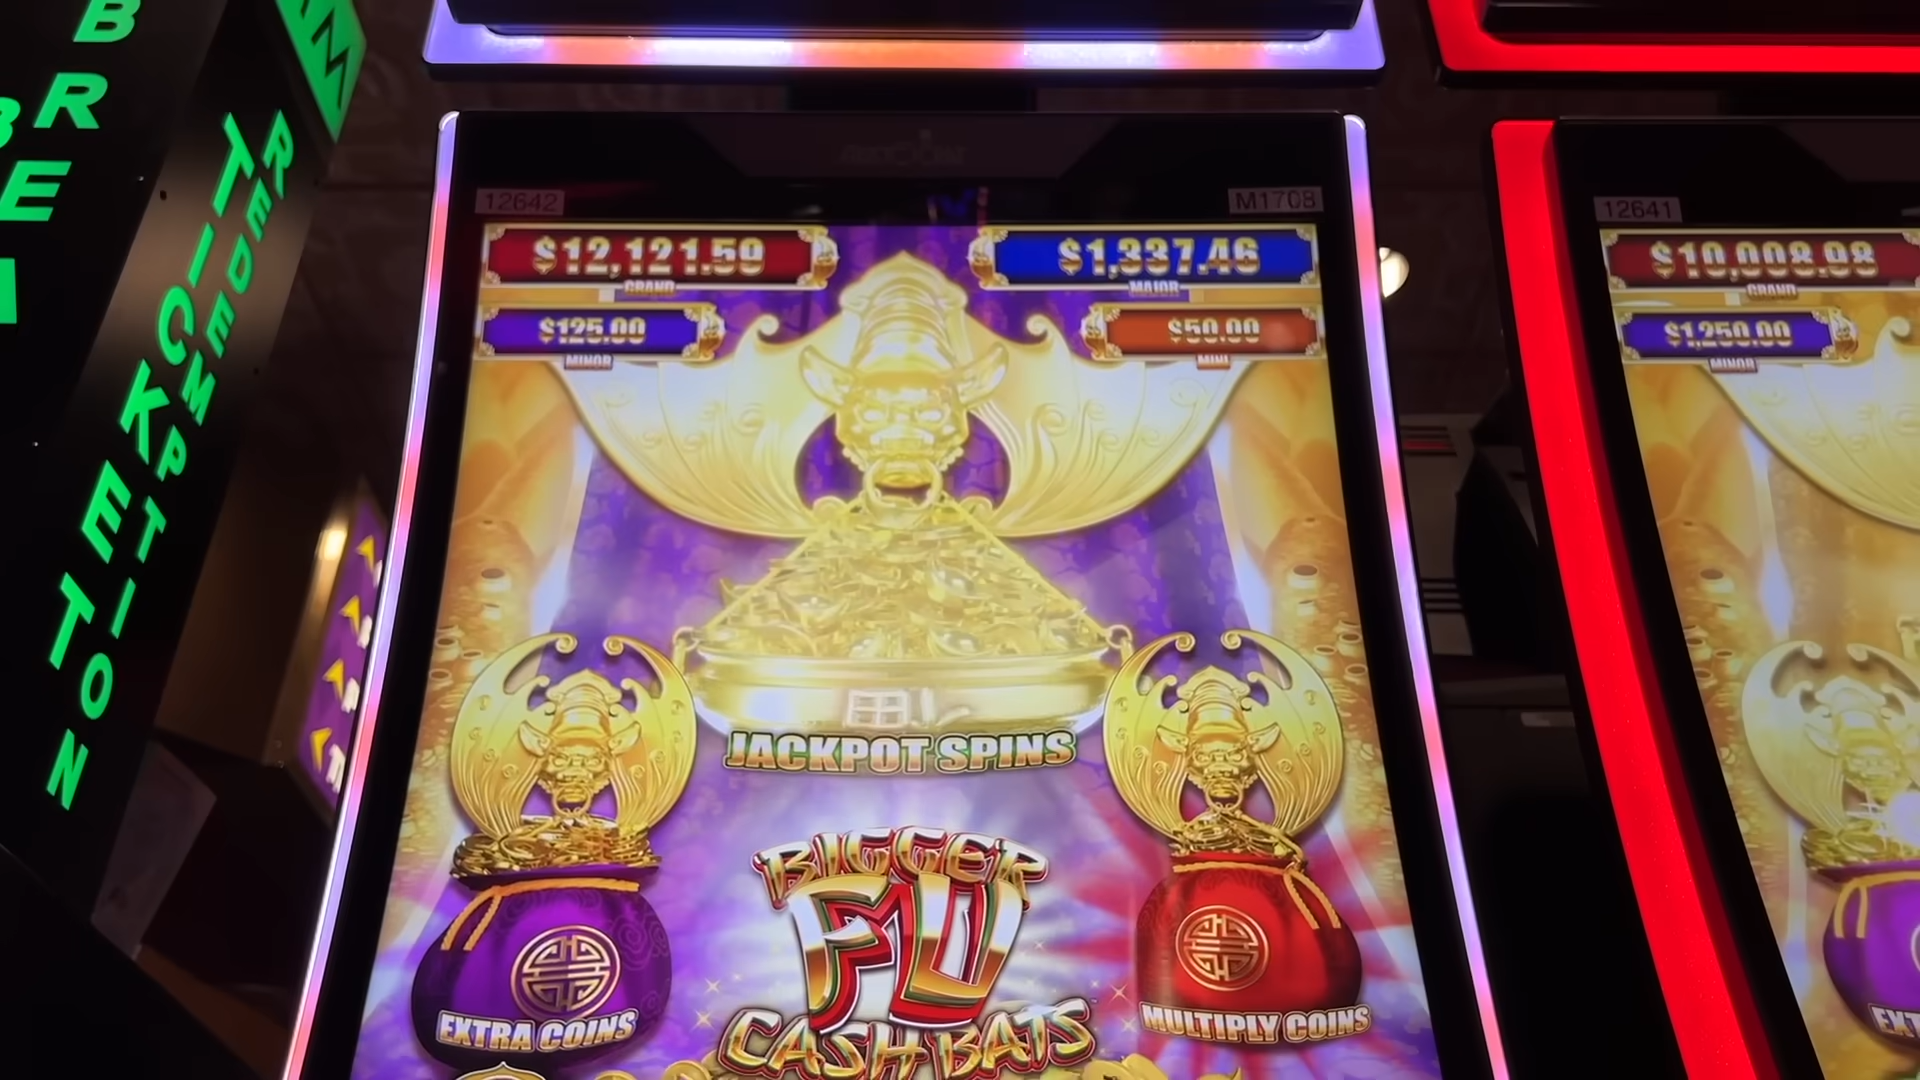 TICKET
REDEMPTION
12642
M1708
$12,121.59
GRAND
$1,337.46
MAJOR
$125.00
MINOR
$50.00
MINI
JACKPOT SPINS
BIGGER
FU
CASH BATS
EXTRA COINS
MULTIPLY COINS
12641
$10,008.98
GRAND
$1,250.00
MINOR